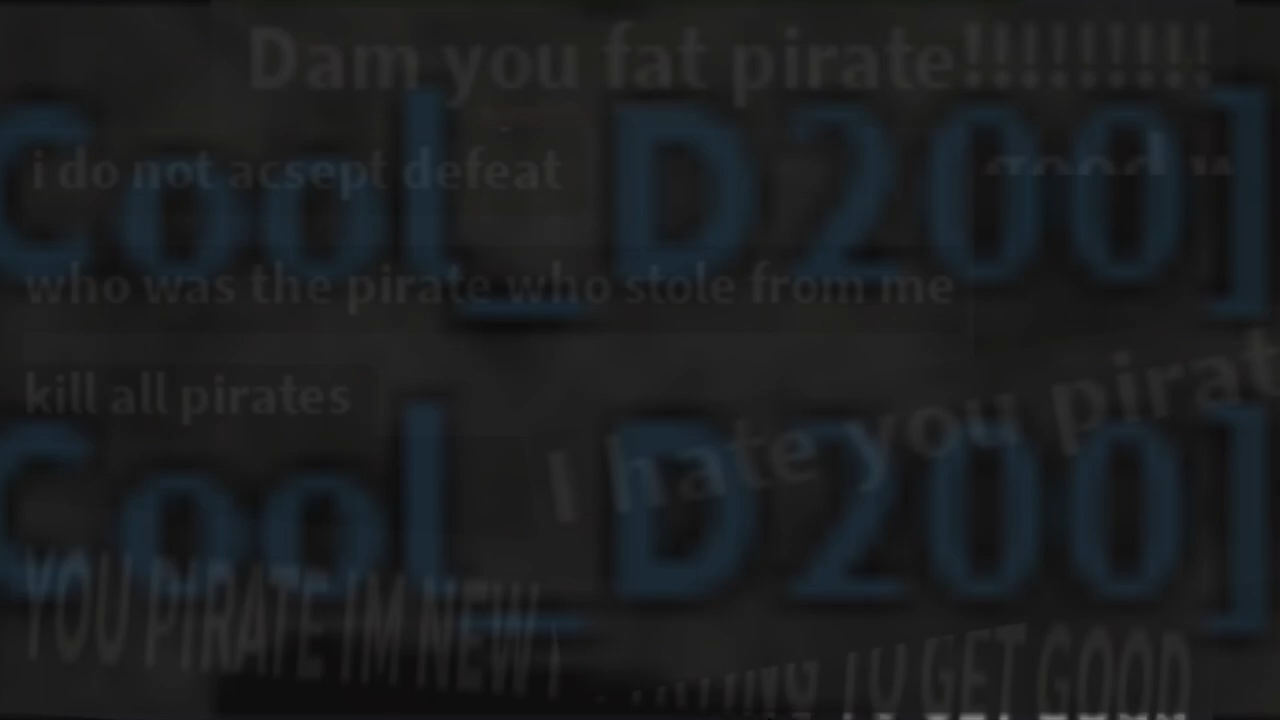 Dam you fat pirate!!!!!!!!!
Cool_D200]
i do not acsept defeat
who was the pirate who stole from me
kill all pirates
I hate you pirat
Cool_D200]
YOU PIRATE IM NEW
TO GET GOOD